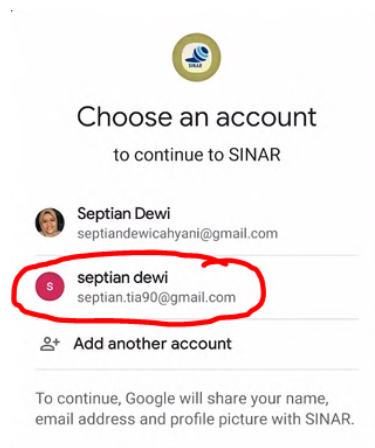 SINAR
Choose an account
to continue to SINAR
Septian Dewi
septiandewicahyani@gmail.com
S
septian dewi
septian.tia90@gmail.com
Add another account
To continue, Google will share your name,
email address and profile picture with SINAR.